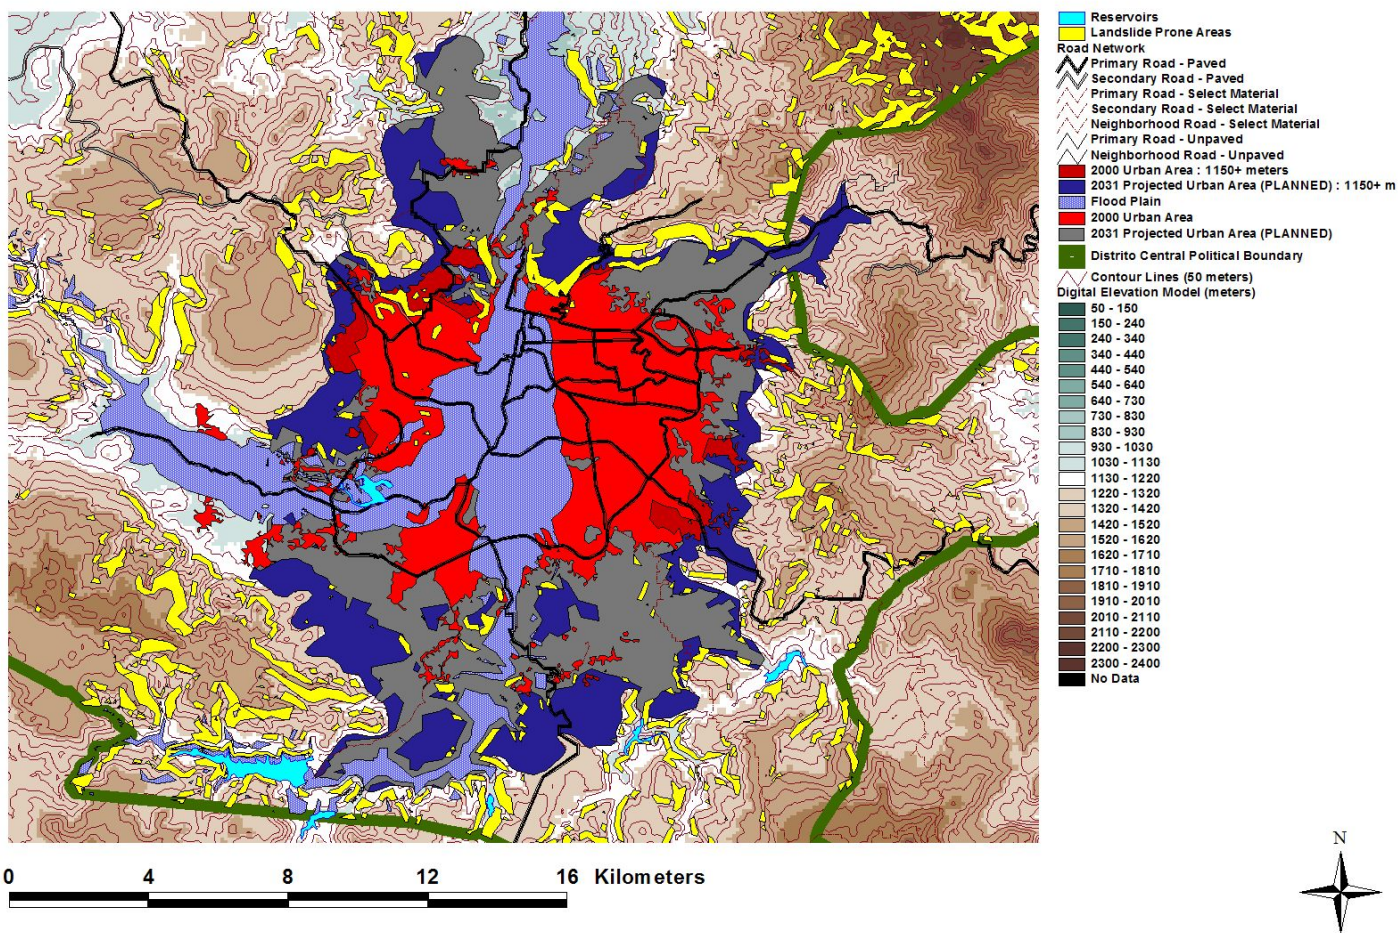 Reservoirs
Landslide Prone Areas
Road Network
Primary Road - Paved
Secondary Road - Paved
Primary Road - Select Material
Secondary Road - Select Material
Neighborhood Road - Select Material
Primary Road - Unpaved
Neighborhood Road - Unpaved
2000 Urban Area : 1150+ meters
2031 Projected Urban Area (PLANNED) : 1150+ m
Flood Plain
2000 Urban Area
2031 Projected Urban Area (PLANNED)
Distrito Central Political Boundary
Contour Lines (50 meters)
Digital Elevation Model (meters)
50 - 150
150 - 240
240 - 340
340 - 440
440 - 540
540 - 640
640 - 730
730 - 830
830 - 930
930 - 1030
1030 - 1130
1130 - 1220
1220 - 1320
1320 - 1420
1420 - 1520
1520 - 1620
1620 - 1710
1710 - 1810
1810 - 1910
1910 - 2010
2010 - 2110
2110 - 2200
2200 - 2300
2300 - 2400
No Data
N
0 4 8 12 16 Kilometers